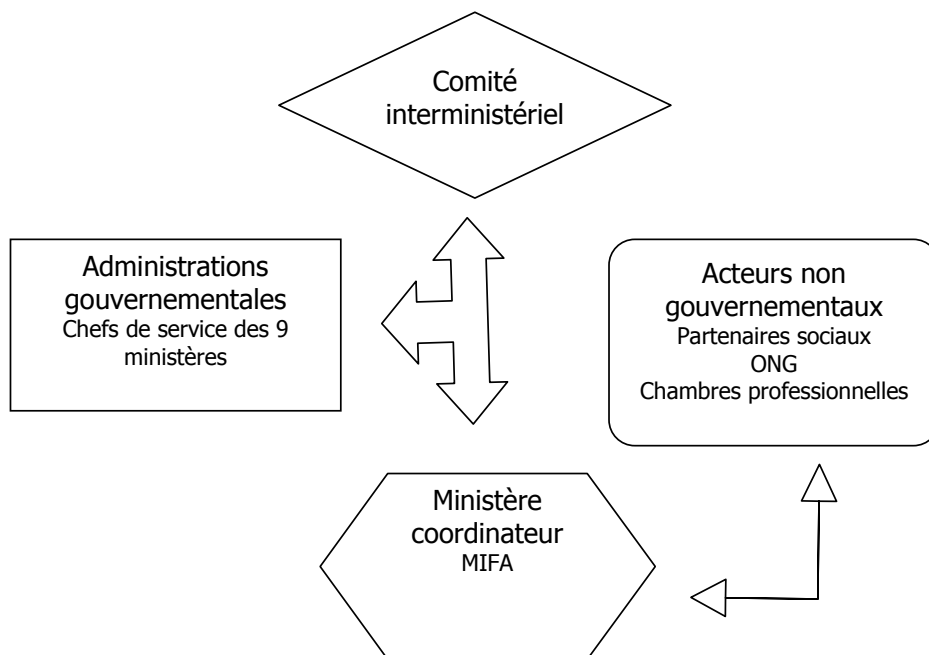 Comité
interministériel
Administrations
gouvernementales
Chefs de service des 9
ministères
Acteurs non
gouvernementaux
Partenaires sociaux
ONG
Chambres professionnelles
Ministère
coordinateur
MIFA